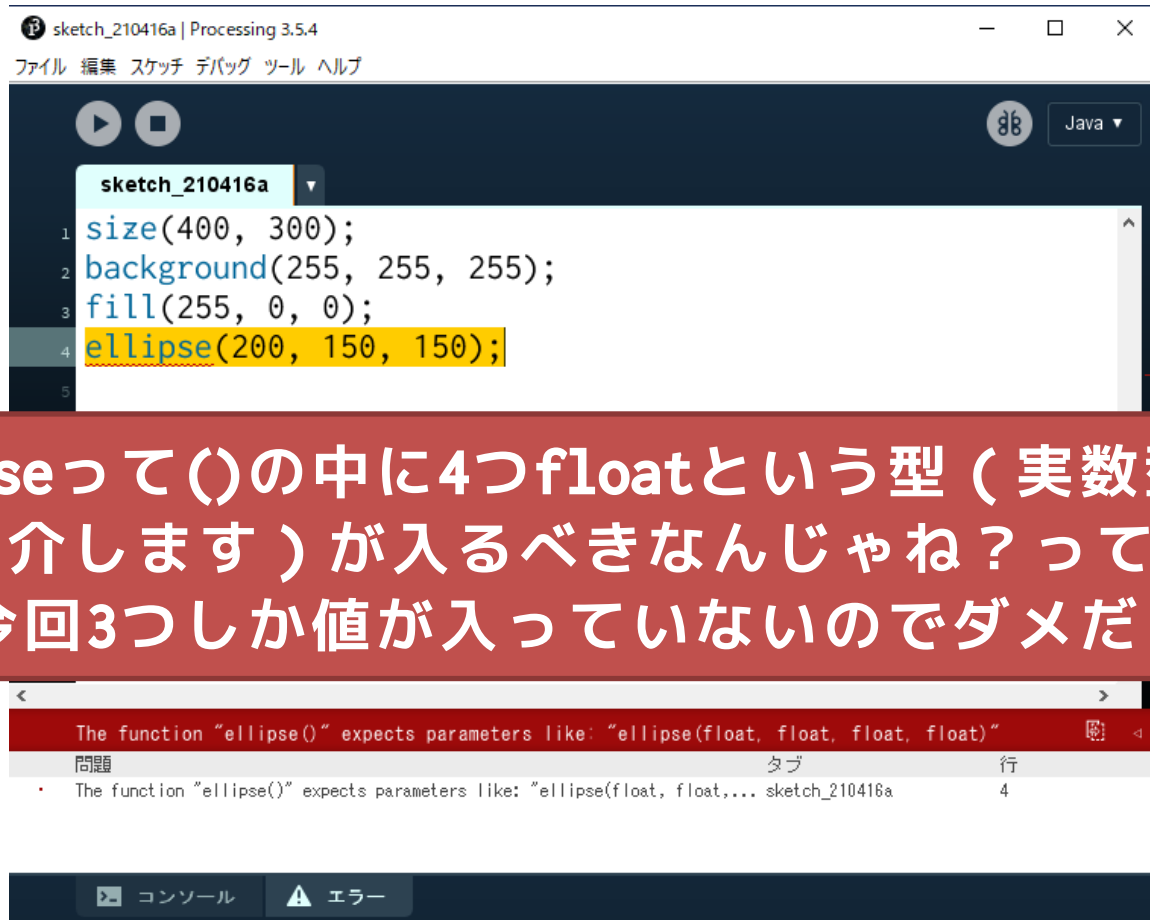 sketch_210416a | Processing 3.5.4
ファイル 編集 スケッチ デバッグ ツール ヘルプ
Java ▼
sketch_210416a ▼
1 size(400, 300);
2 background(255, 255, 255);
3 fill(255, 0, 0);
4 ellipse(200, 150, 150);
5
seって()の中に4つfloatという型（実数
介します）が入るべきなんじゃね？って
今回3つしか値が入っていないのでダメだ
The function "ellipse()" expects parameters like: "ellipse(float, float, float, float)"
問題 タブ 行
The function "ellipse()" expects parameters like: "ellipse(float, float,... sketch_210416a 4
コンソール エラー